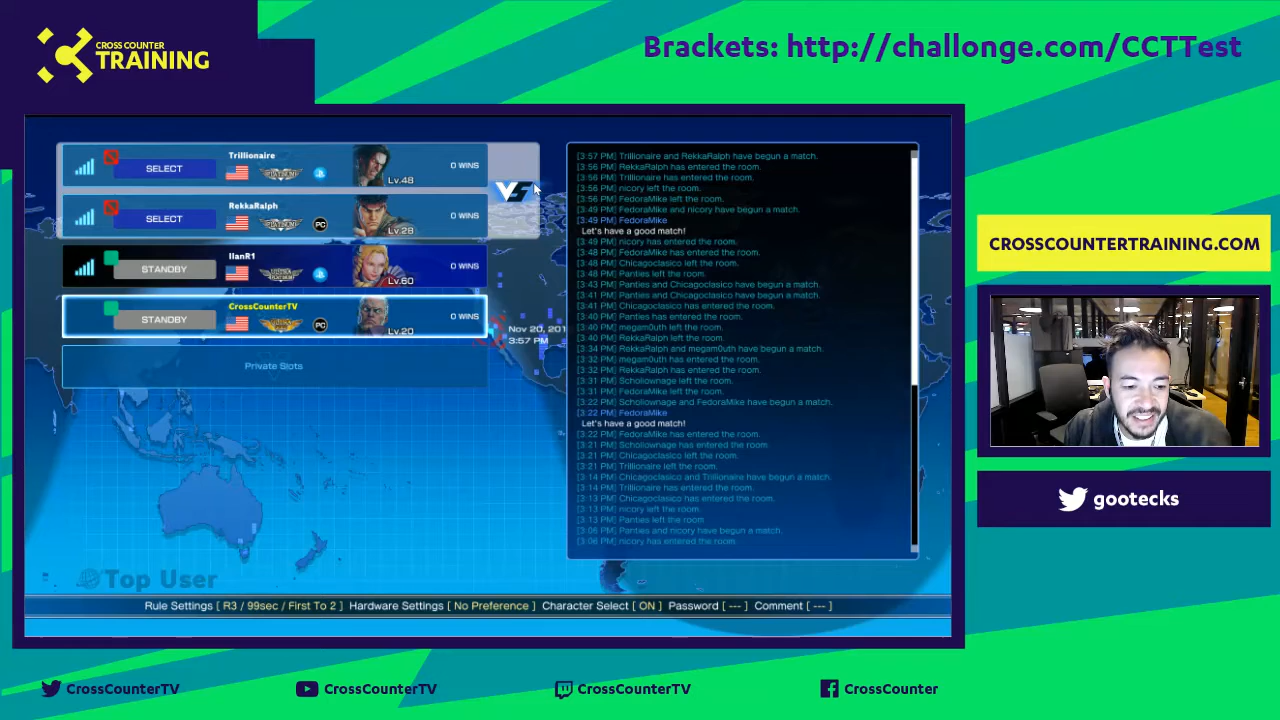 CROSS COUNTER
TRAINING
Brackets: http://challonge.com/CCTTest
SELECT
Trillionaire
Lv.48
0 WINS
VS
SELECT
RekkaRalph
PC
Lv.28
0 WINS
STANDBY
IlanR1
Lv.60
0 WINS
STANDBY
CrossCounterTV
PC
Lv.20
0 WINS
Nov 20, 201
3:57 PM
Private Slots
[3:57 PM] Trillionaire and RekkaRalph have begun a match.
[3:56 PM] RekkaRalph has entered the room.
[3:56 PM] Trillionaire has entered the room.
[3:56 PM] nicory left the room.
[3:56 PM] FedoraMike left the room.
[3:49 PM] FedoraMike and nicory have begun a match.
[3:49 PM] FedoraMike
Let's have a good match!
[3:49 PM] nicory has entered the room.
[3:48 PM] FedoraMike has entered the room.
[3:48 PM] Chicagoclasico left the room.
[3:48 PM] Panties left the room.
[3:43 PM] Panties and Chicagoclasico have begun a match.
[3:41 PM] Panties and Chicagoclasico have begun a match.
[3:41 PM] Chicagoclasico has entered the room.
[3:40 PM] Panties has entered the room.
[3:40 PM] megam0uth left the room.
[3:40 PM] RekkaRalph left the room.
[3:34 PM] RekkaRalph and megam0uth have begun a match.
[3:32 PM] megam0uth has entered the room.
[3:32 PM] RekkaRalph has entered the room.
[3:31 PM] Schollownage left the room.
[3:31 PM] FedoraMike left the room.
[3:22 PM] Schollownage and FedoraMike have begun a match.
[3:22 PM] FedoraMike
Let's have a good match!
[3:22 PM] FedoraMike has entered the room.
[3:21 PM] Schollownage has entered the room.
[3:21 PM] Chicagoclasico left the room.
[3:21 PM] Trillionaire left the room.
[3:14 PM] Chicagoclasico and Trillionaire have begun a match.
[3:14 PM] Trillionaire has entered the room.
[3:13 PM] Chicagoclasico has entered the room.
[3:13 PM] nicory left the room.
[3:13 PM] Panties left the room.
[3:06 PM] Panties and nicory have begun a match.
[3:06 PM] nicory has entered the room.
Top User
Rule Settings [ R3 / 99sec / First To 2 ] Hardware Settings [ No Preference ] Character Select [ ON ] Password [ --- ] Comment [ --- ]
CROSSCOUNTERTRAINING.COM
gootecks
CrossCounterTV
CrossCounterTV
CrossCounterTV
CrossCounter